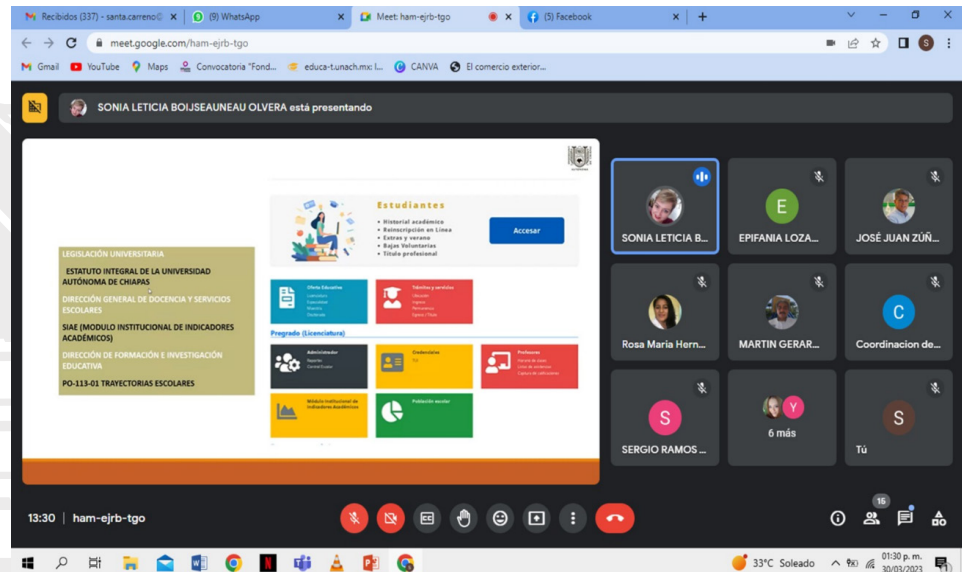 Recibidos (337) - santa.carreno
(9) WhatsApp
Meet: ham-ejrb-tgo
(5) Facebook
meet.google.com/ham-ejrb-tgo
S
Gmail
YouTube
Maps
Convocatoria "Fond...
educa-t.unach.mx: I...
CANVA
El comercio exterior...
SONIA LETICIA BOIJSEAUNEAU OLVERA está presentando
Estudiantes
• Historial académico
• Reinscripción en Línea
• Extras y verano
• Bajas Voluntarias
• Título profesional
Accesar
LEGISLACIÓN UNIVERSITARIA
ESTATUTO INTEGRAL DE LA UNIVERSIDAD
AUTÓNOMA DE CHIAPAS
DIRECCIÓN GENERAL DE DOCENCIA Y SERVICIOS
ESCOLARES
SIAE (MODULO INSTITUCIONAL DE INDICADORES
ACADÉMICOS)
DIRECCIÓN DE FORMACIÓN E INVESTIGACIÓN
EDUCATIVA
PO-113-01 TRAYECTORIAS ESCOLARES
Oferta Educativa
Trámites y servicios
Pregrado (Licenciatura)
Administrador
Credenciales
Profesores
Módulo Institucional de
Indicadores Académicos
Población escolar
SONIA LETICIA B...
E
EPIFANIA LOZA...
JOSÉ JUAN ZÚÑ...
Rosa Maria Hern...
MARTIN GERAR...
C
Coordinacion de...
S
SERGIO RAMOS ...
Y
6 más
S
Tú
13:30 | ham-ejrb-tgo
15
33°C Soleado
01:30 p. m.
30/03/2023